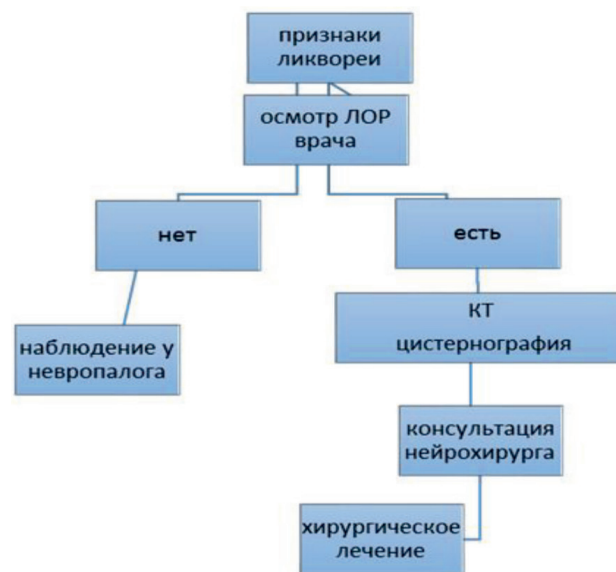 признаки
ликвореи
осмотр ЛОР
врача
нет
есть
КТ
цистернография
наблюдение у
невропалога
консультация
нейрохирурга
хирургическое
лечение